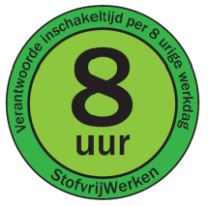 Verantwoorde inschakeltijd per 8 urige werkdag
8
uur
StofvrijWerken